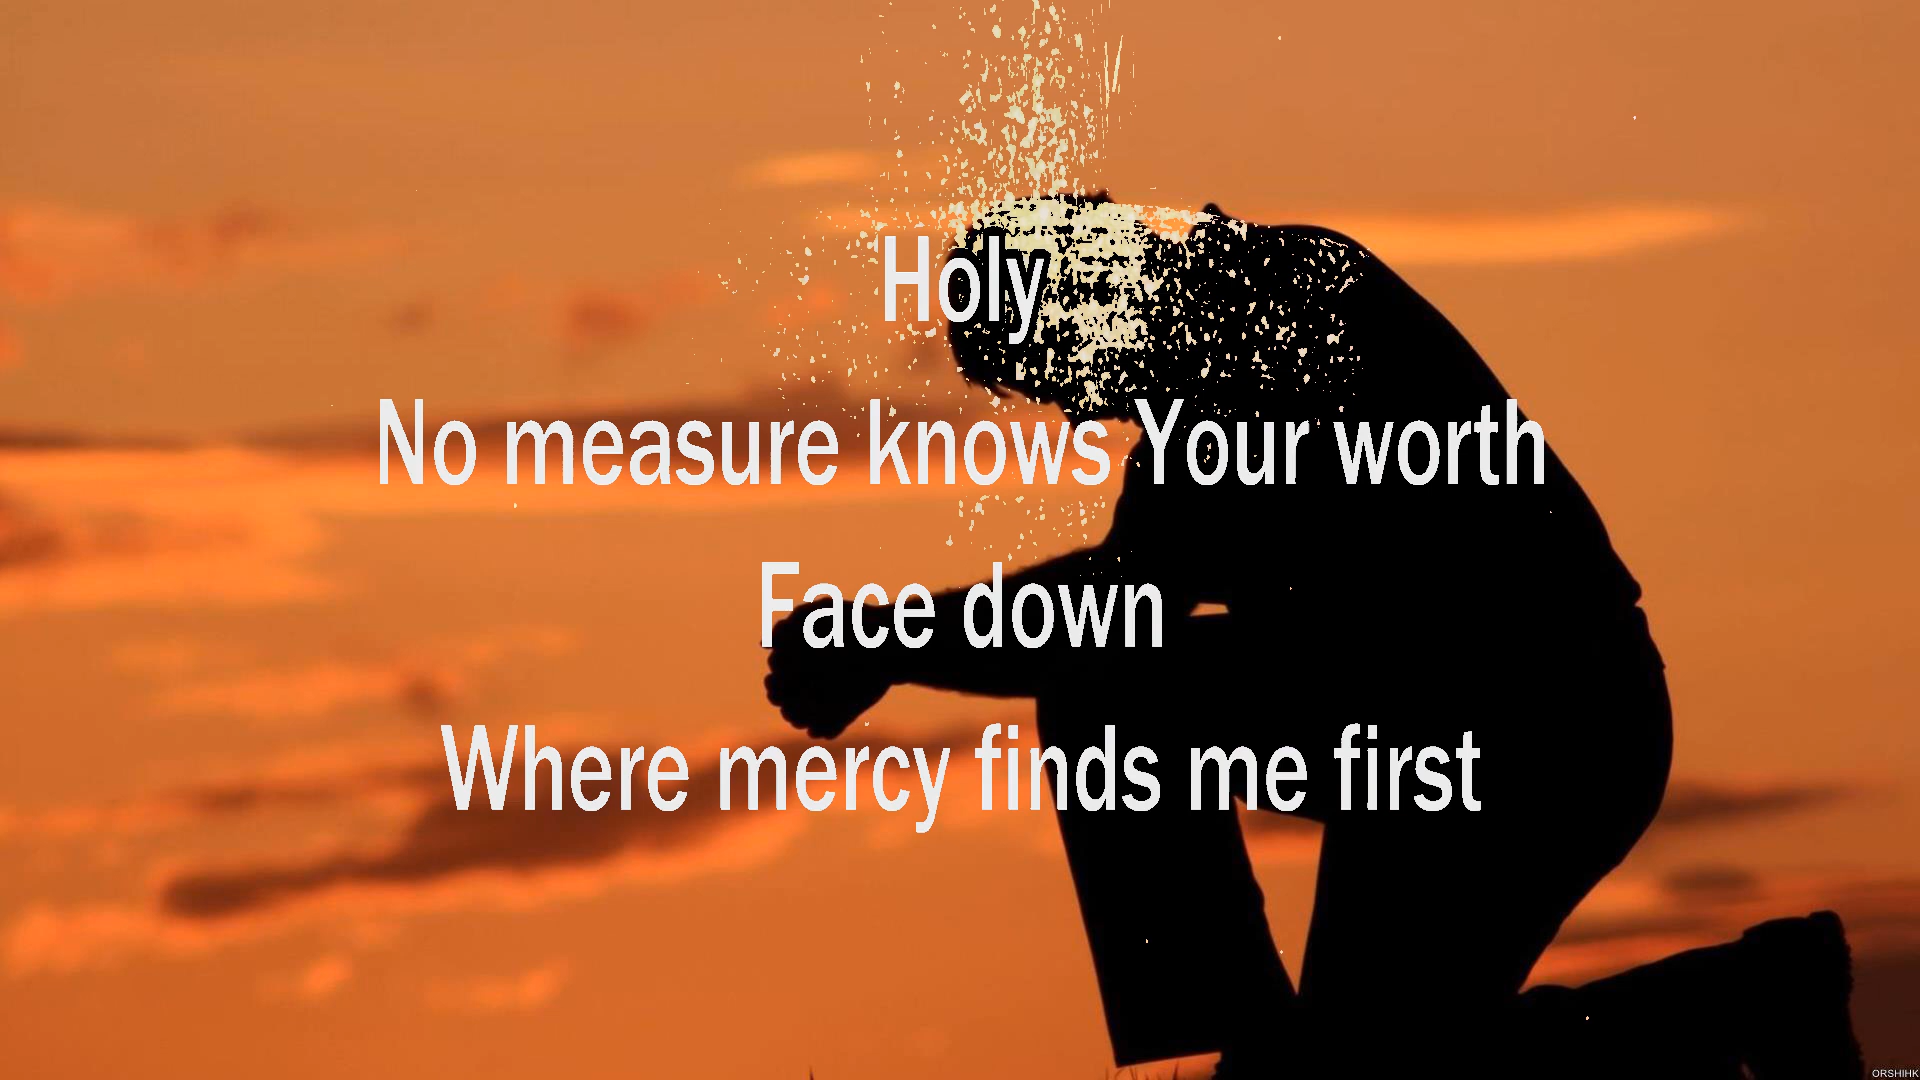 Holy
No measure knows Your worth
Face down
Where mercy finds me first
ORSHIHK